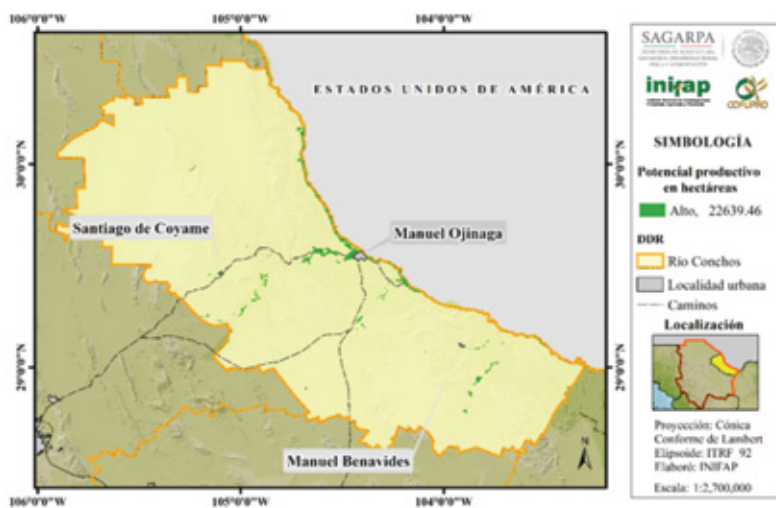 106°0'0"W
105°0'0"W
104°0'0"W
ESTADOS UNIDOS DE AMÉRICA
30°0'0"N
30°0'0"N
Santiago de Coyame
Manuel Ojinaga
29°0'0"N
29°0'0"N
Manuel Benavides
N
106°0'0"W
105°0'0"W
104°0'0"W
SAGARPA
inifap
COFUPRO
SIMBOLOGÍA
Potencial productivo
en hectáreas
Alto, 22639.46
DDR
Río Conchos
Localidad urbana
Caminos
Localización
Proyección: Cónica
Conforme de Lambert
Elipsoide: ITRF 92
Elaboró: INIFAP
Escala: 1:2,700,000